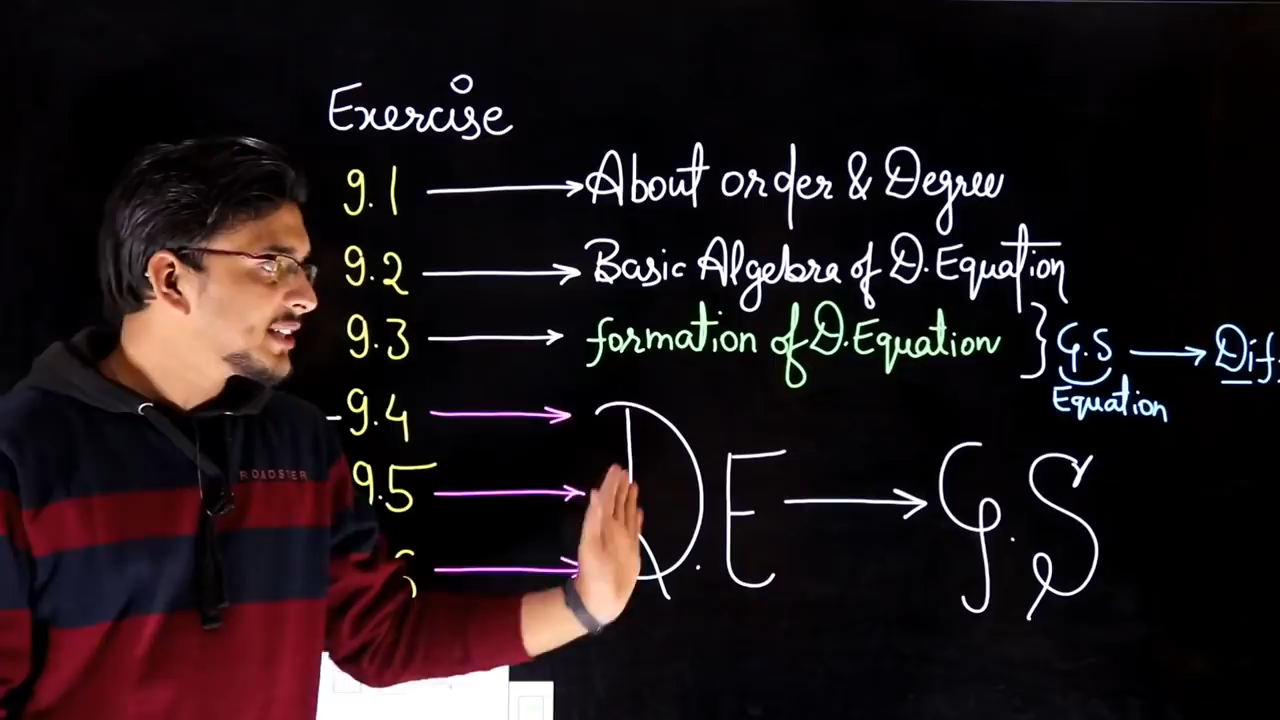 Exercise
9.1 → About order & Degree
9.2 → Basic Algebra of D.Equation
9.3 → formation of D.Equation } G.S →
Equation
9.4 →
9.5 → D.E → G.S
→
ROADSTER